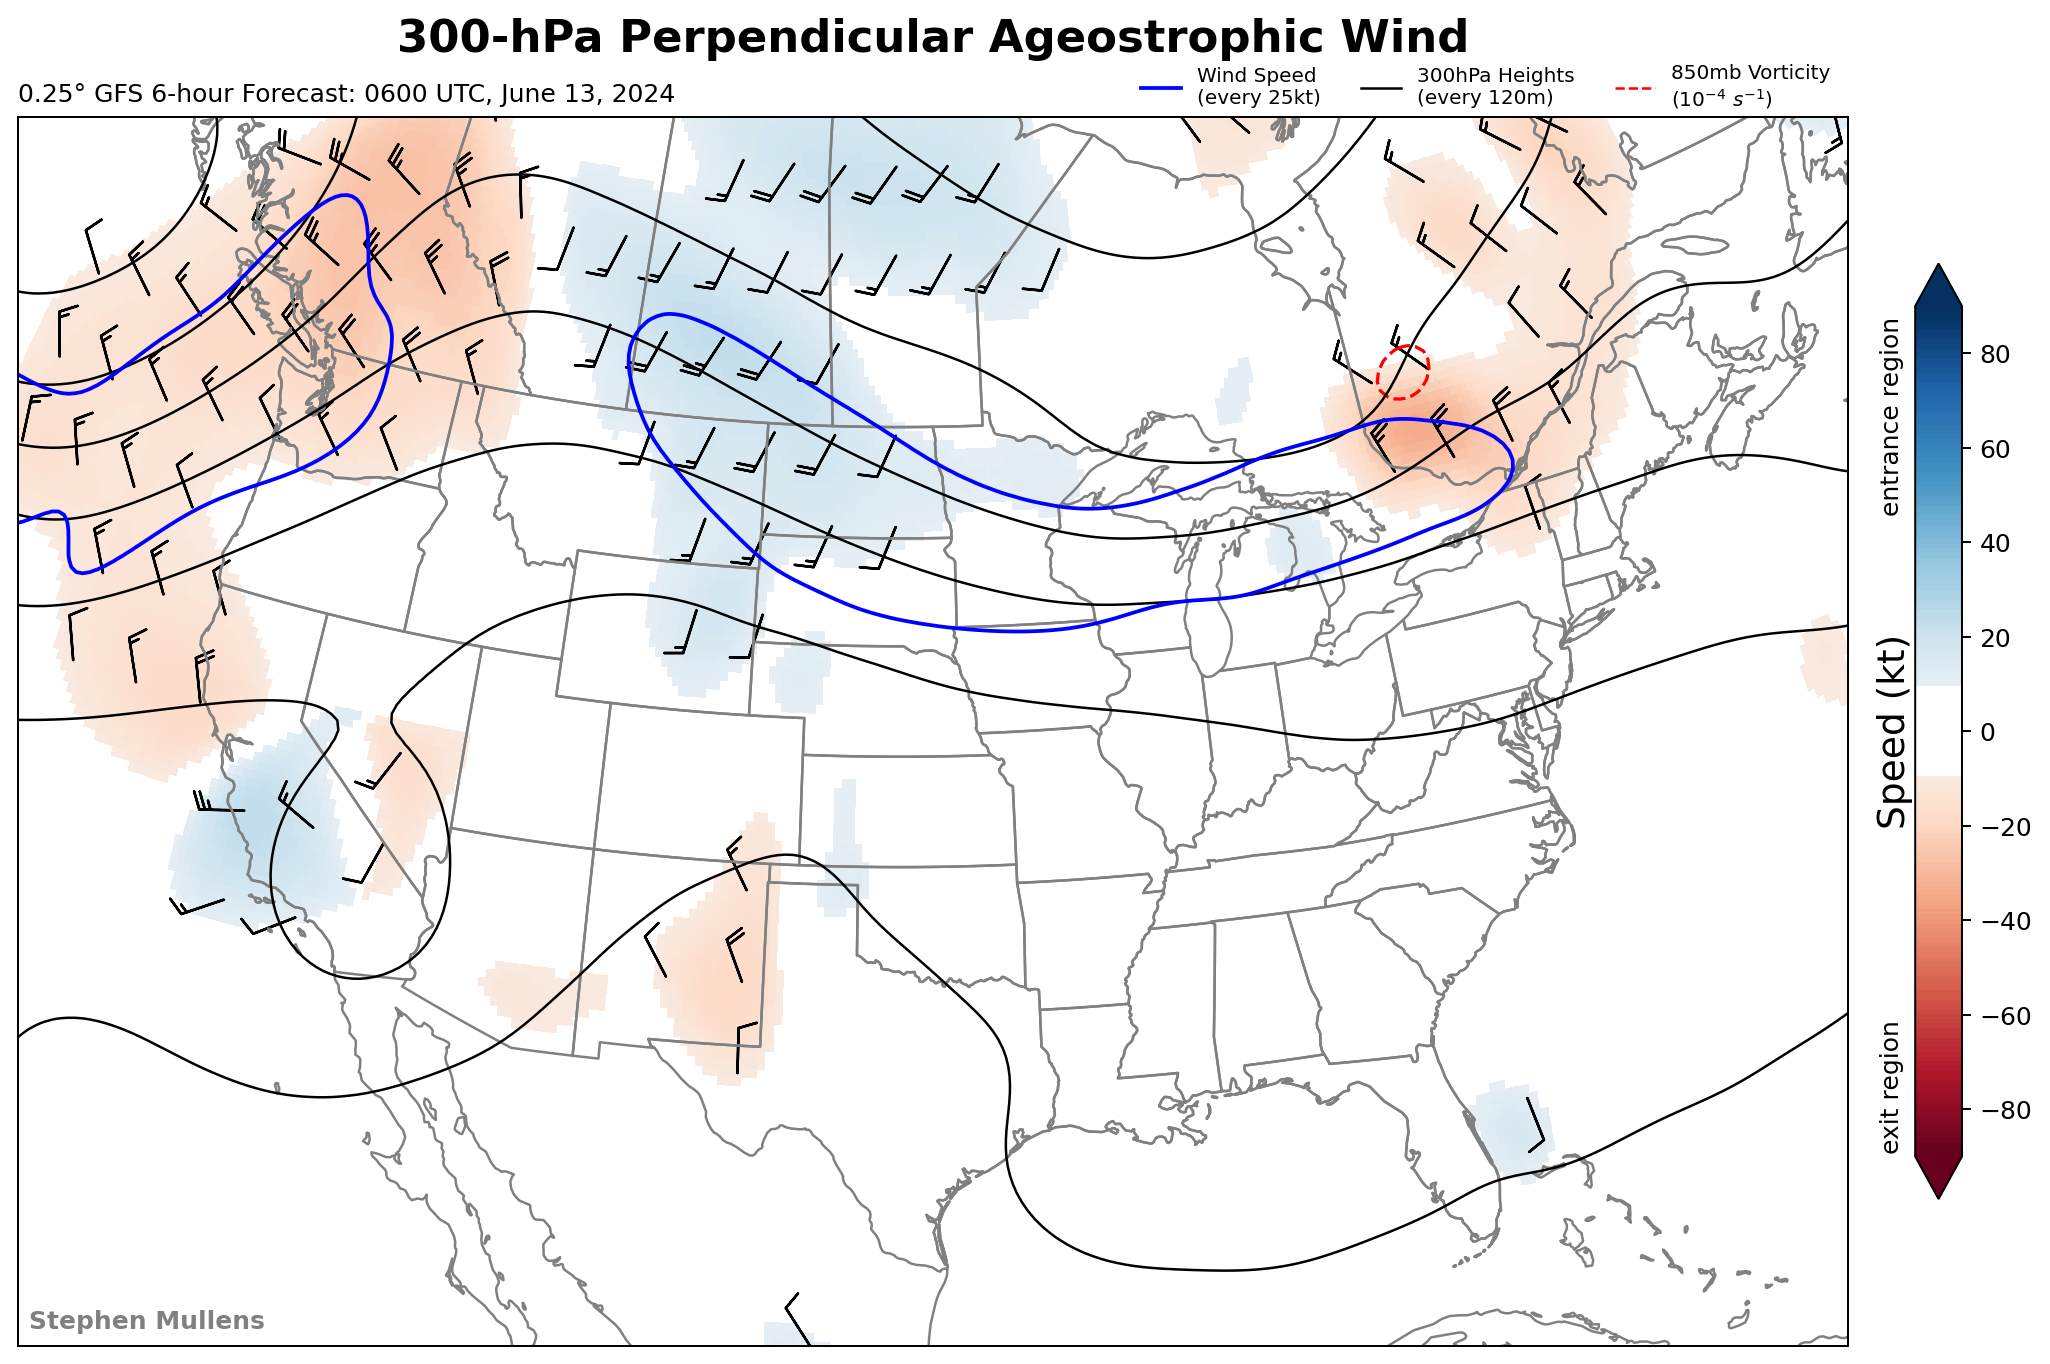 300-hPa Perpendicular Ageostrophic Wind
0.25° GFS 6-hour Forecast: 0600 UTC, June 13, 2024
Wind Speed
(every 25kt)
300hPa Heights
(every 120m)
850mb Vorticity
(10⁻⁴ s⁻¹)
entrance region
Speed (kt)
exit region
80
60
40
20
0
−20
−40
−60
−80
Stephen Mullens